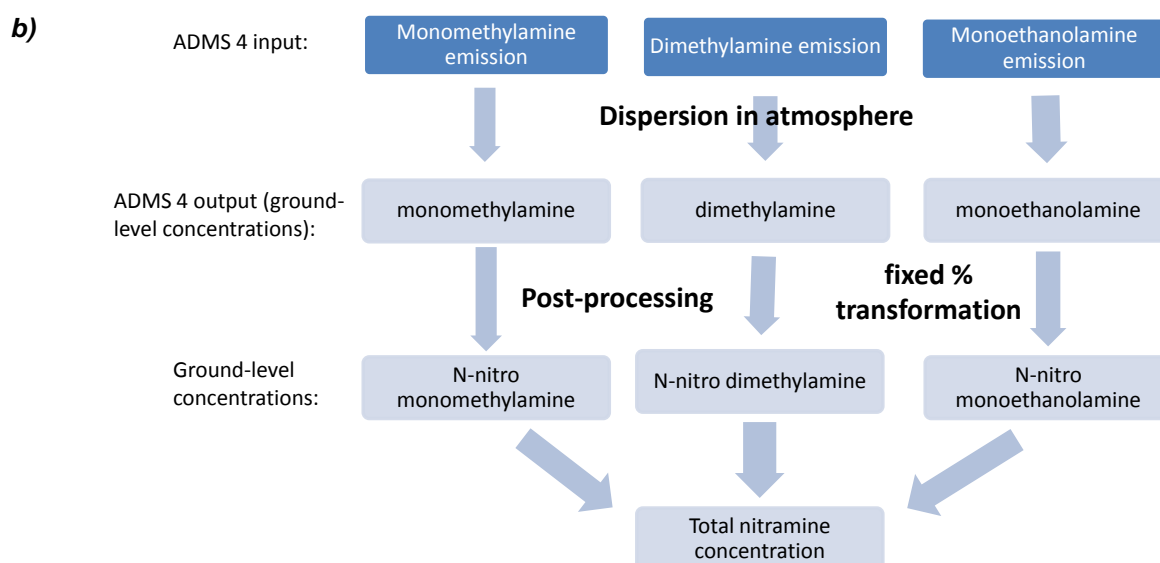 b)
ADMS 4 input:
Monomethylamine
emission
Dimethylamine emission
Monoethanolamine
emission
Dispersion in atmosphere
ADMS 4 output (ground-
level concentrations):
monomethylamine
dimethylamine
monoethanolamine
Post-processing
fixed %
transformation
Ground-level
concentrations:
N-nitro
monomethylamine
N-nitro dimethylamine
N-nitro
monoethanolamine
Total nitramine
concentration